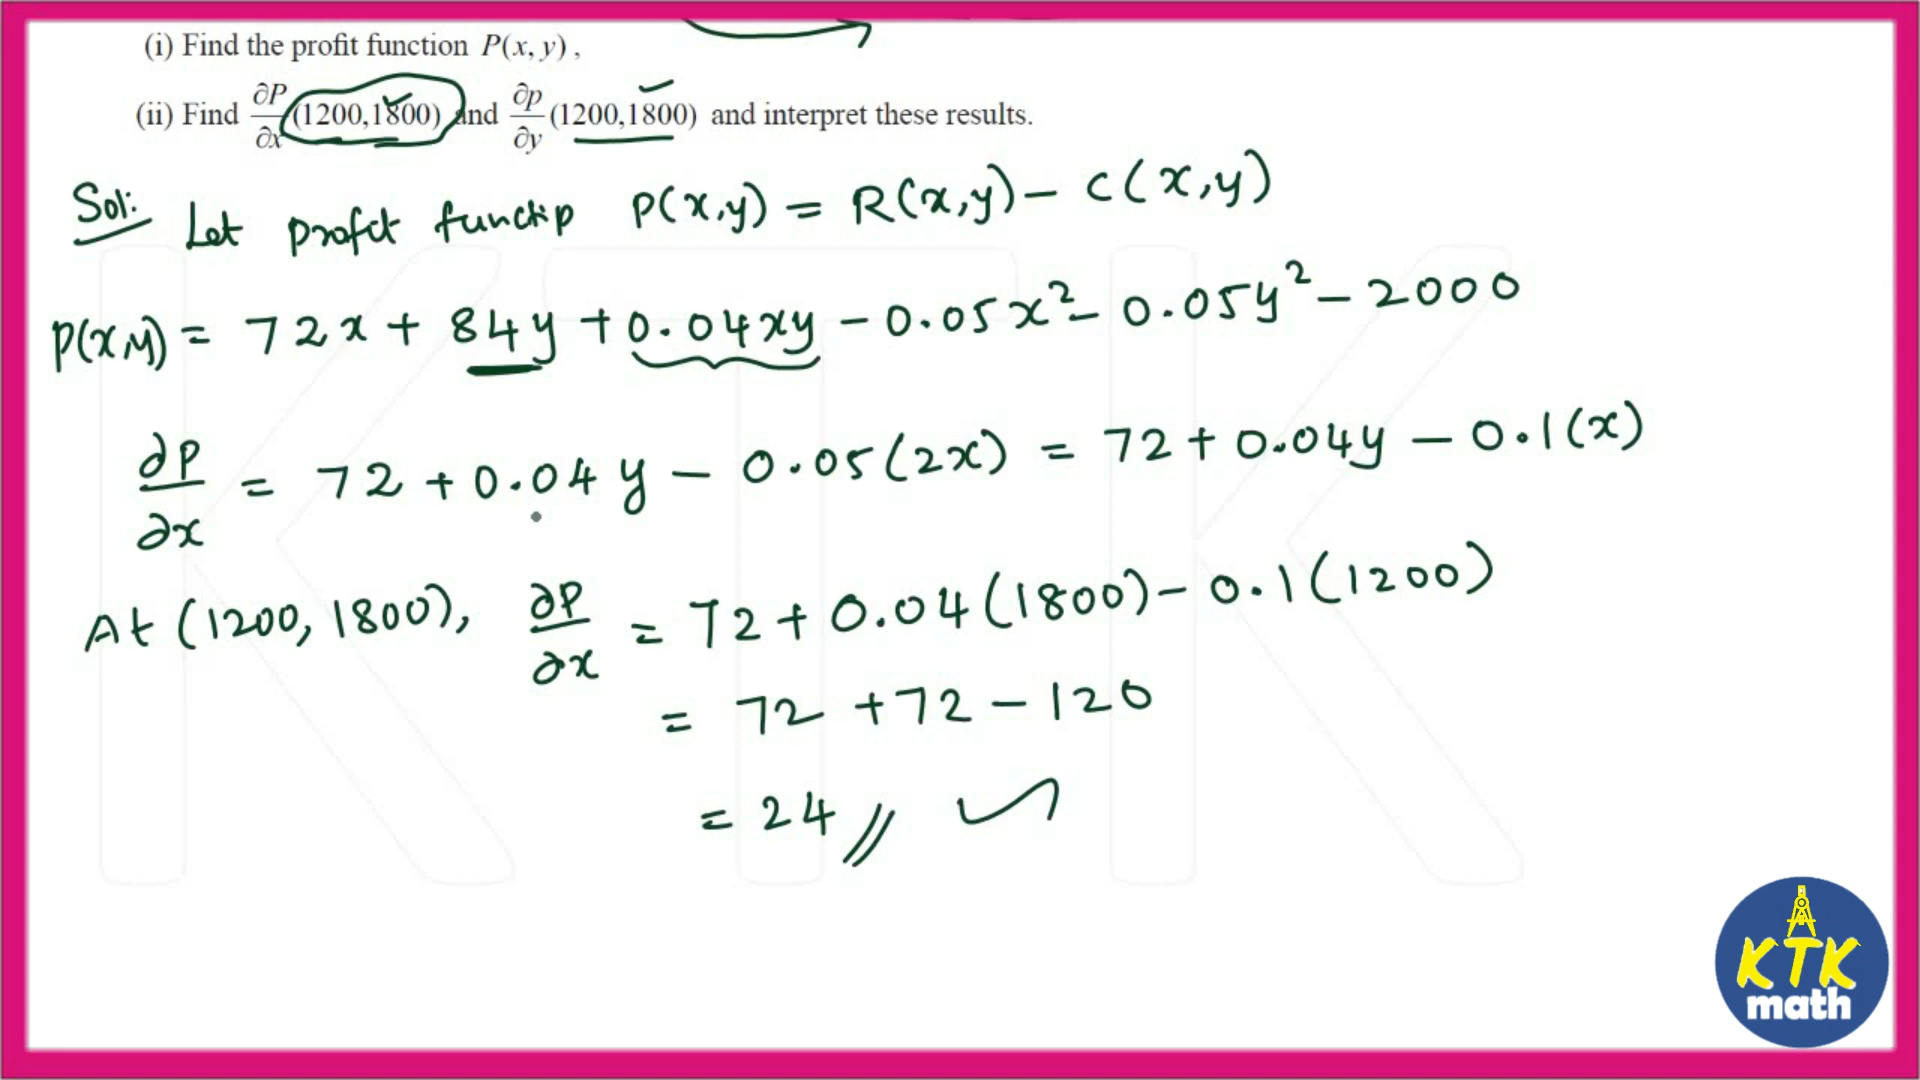 (i) Find the profit function P(x, y) ,
(ii) Find ∂P/∂x (1200,1800) and ∂p/∂y (1200,1800) and interpret these results.
Sol: Let profit function P(x,y) = R(x,y) - C(x,y)
P(x,y) = 72x + 84y + 0.04xy - 0.05x² - 0.05y² - 2000
∂P/∂x = 72 + 0.04y - 0.05(2x) = 72 + 0.04y - 0.1(x)
At (1200, 1800), ∂P/∂x = 72 + 0.04(1800) - 0.1(1200)
= 72 + 72 - 120
= 24 //
KTK
math